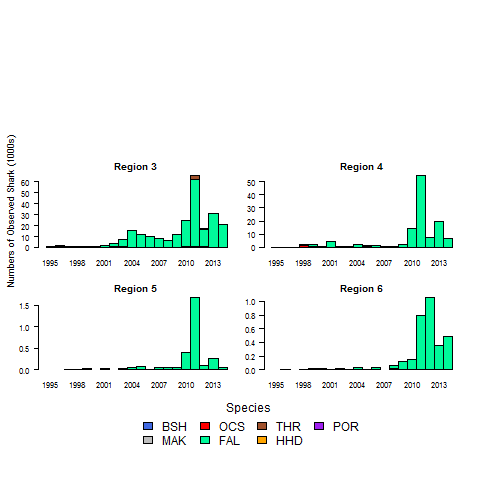 Numbers of Observed Shark (1000s)
Region 3
60
50
40
30
20
10
0
1995 1998 2001 2004 2007 2010 2013
Region 4
50
40
30
20
10
0
1995 1998 2001 2004 2007 2010 2013
Region 5
1.5
1.0
0.5
0.0
1995 1998 2001 2004 2007 2010 2013
Region 6
1.0
0.8
0.6
0.4
0.2
0.0
1995 1998 2001 2004 2007 2010 2013
Species
BSH OCS THR POR
MAK FAL HHD